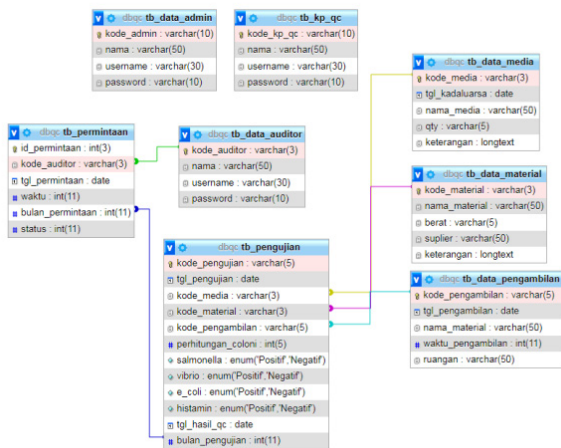 dbqc tb_data_admin
kode_admin : varchar(10)
nama : varchar(50)
username : varchar(30)
password : varchar(10)
dbqc tb_kp_qc
kode_kp_qc : varchar(10)
nama : varchar(50)
username : varchar(30)
password : varchar(10)
dbqc tb_data_media
kode_media : varchar(3)
tgl_kadaluarsa : date
nama_media : varchar(50)
qty : varchar(5)
keterangan : longtext
dbqc tb_permintaan
id_permintaan : int(3)
kode_auditor : varchar(3)
tgl_permintaan : date
waktu : int(11)
bulan_permintaan : int(11)
status : int(11)
dbqc tb_data_auditor
kode_auditor : varchar(3)
nama : varchar(50)
username : varchar(30)
password : varchar(10)
dbqc tb_data_material
kode_material : varchar(3)
nama_material : varchar(50)
berat : varchar(5)
suplier : varchar(50)
keterangan : longtext
dbqc tb_pengujian
kode_pengujian : varchar(5)
tgl_pengujian : date
kode_media : varchar(3)
kode_material : varchar(3)
kode_pengambilan : varchar(5)
perhitungan_coloni : int(5)
salmonella : enum('Positif','Negatif')
vibrio : enum('Positif','Negatif')
e_coli : enum('Positif','Negatif')
histamin : enum('Positif','Negatif')
tgl_hasil_qc : date
bulan_pengujian : int(11)
dbqc tb_data_pengambilan
kode_pengambilan : varchar(5)
tgl_pengambilan : date
nama_material : varchar(50)
waktu_pengambilan : int(11)
ruangan : varchar(50)